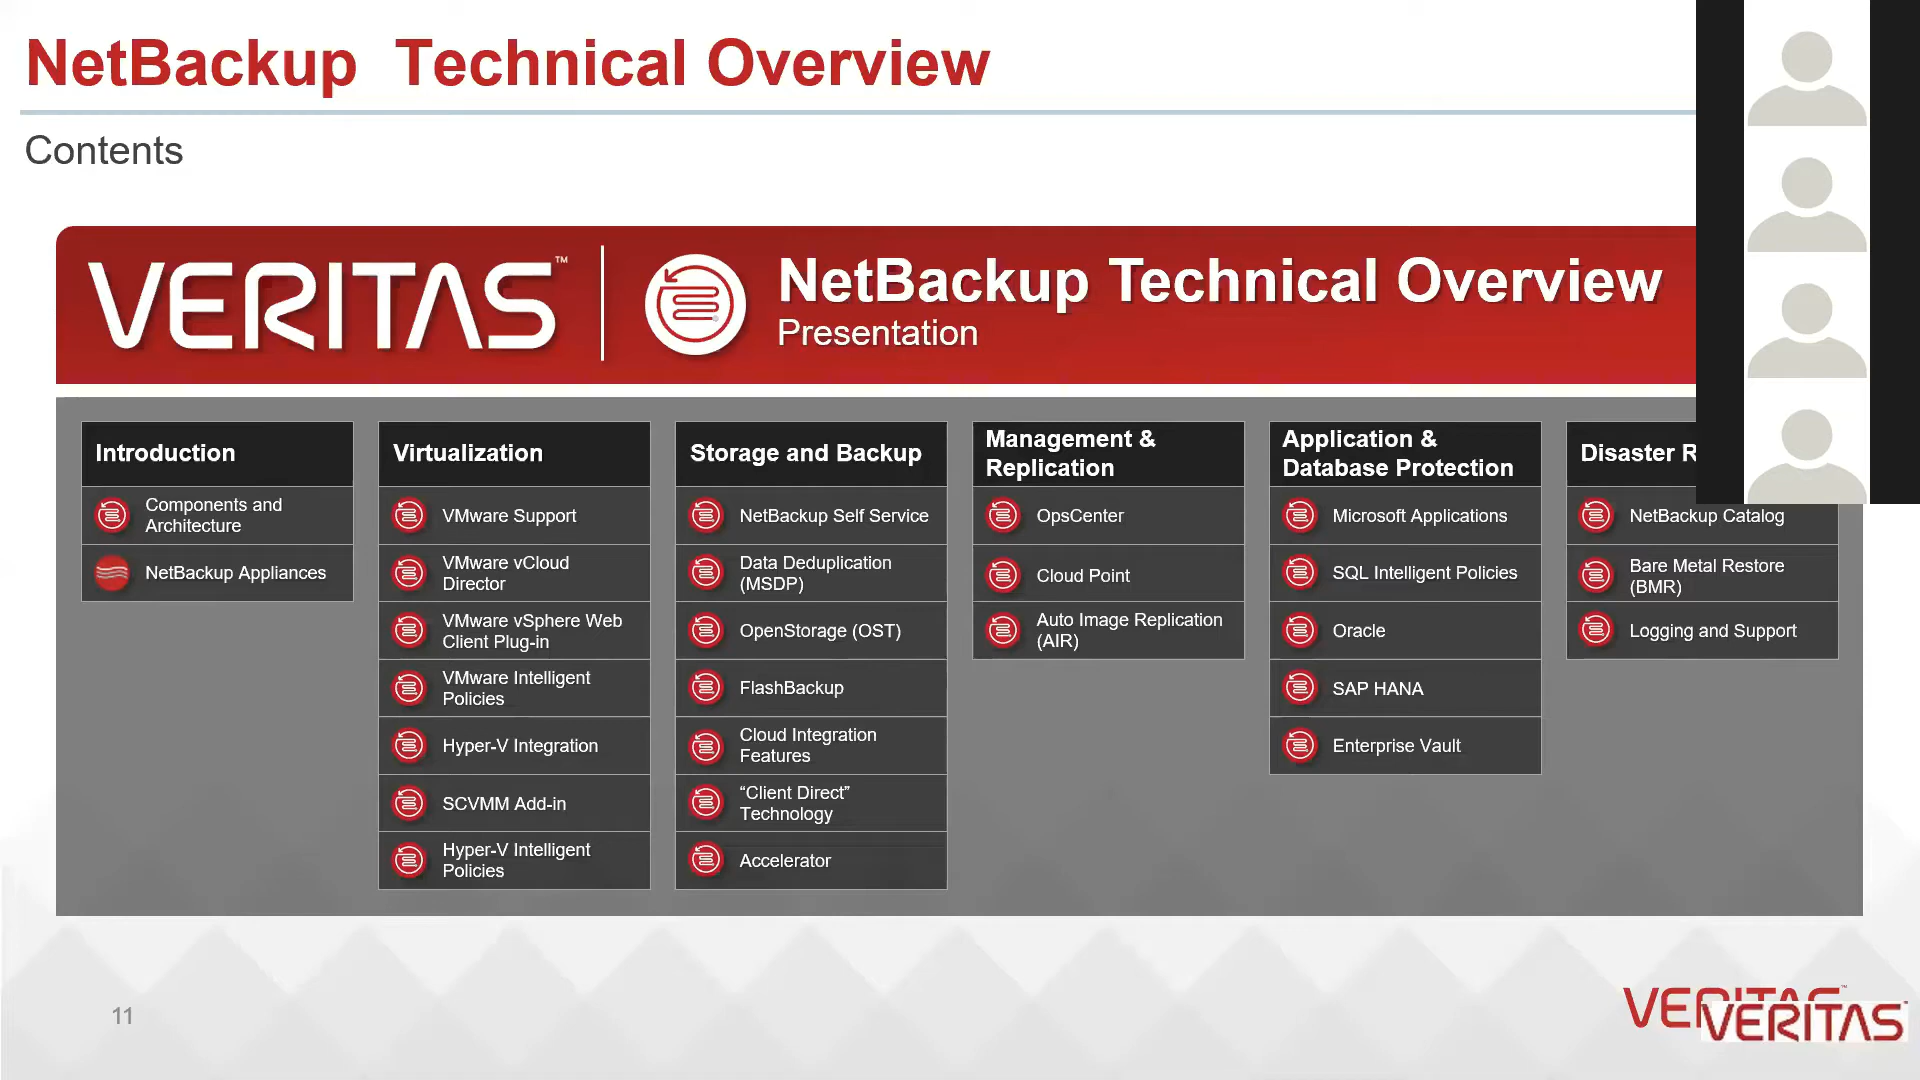 NetBackup  Technical Overview
Contents
VERITAS™
NetBackup Technical Overview
Presentation
Introduction
Components and
Architecture
NetBackup Appliances
Virtualization
VMware Support
VMware vCloud
Director
VMware vSphere Web
Client Plug-in
VMware Intelligent
Policies
Hyper-V Integration
SCVMM Add-in
Hyper-V Intelligent
Policies
Storage and Backup
NetBackup Self Service
Data Deduplication
(MSDP)
OpenStorage (OST)
FlashBackup
Cloud Integration
Features
“Client Direct”
Technology
Accelerator
Management &
Replication
OpsCenter
Cloud Point
Auto Image Replication
(AIR)
Application &
Database Protection
Microsoft Applications
SQL Intelligent Policies
Oracle
SAP HANA
Enterprise Vault
Disaster R
NetBackup Catalog
Bare Metal Restore
(BMR)
Logging and Support
11
VERITAS™
VERITAS